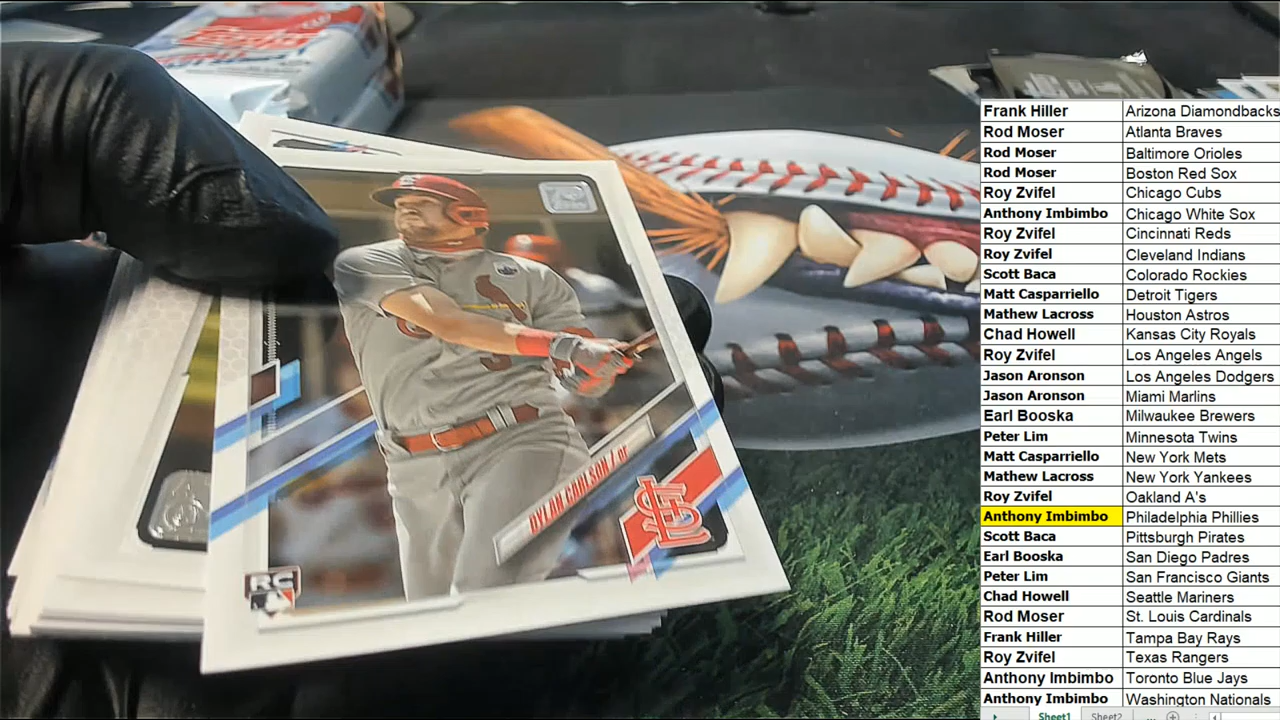 Topps
DYLAN CARLSON / OF
RC
Frank Hiller Arizona Diamondbacks
Rod Moser Atlanta Braves
Rod Moser Baltimore Orioles
Rod Moser Boston Red Sox
Roy Zvifel Chicago Cubs
Anthony Imbimbo Chicago White Sox
Roy Zvifel Cincinnati Reds
Roy Zvifel Cleveland Indians
Scott Baca Colorado Rockies
Matt Casparriello Detroit Tigers
Mathew Lacross Houston Astros
Chad Howell Kansas City Royals
Roy Zvifel Los Angeles Angels
Jason Aronson Los Angeles Dodgers
Jason Aronson Miami Marlins
Earl Booska Milwaukee Brewers
Peter Lim Minnesota Twins
Matt Casparriello New York Mets
Mathew Lacross New York Yankees
Roy Zvifel Oakland A's
Anthony Imbimbo Philadelphia Phillies
Scott Baca Pittsburgh Pirates
Earl Booska San Diego Padres
Peter Lim San Francisco Giants
Chad Howell Seattle Mariners
Rod Moser St. Louis Cardinals
Frank Hiller Tampa Bay Rays
Roy Zvifel Texas Rangers
Anthony Imbimbo Toronto Blue Jays
Anthony Imbimbo Washington Nationals
Sheet1 Sheet2 ...